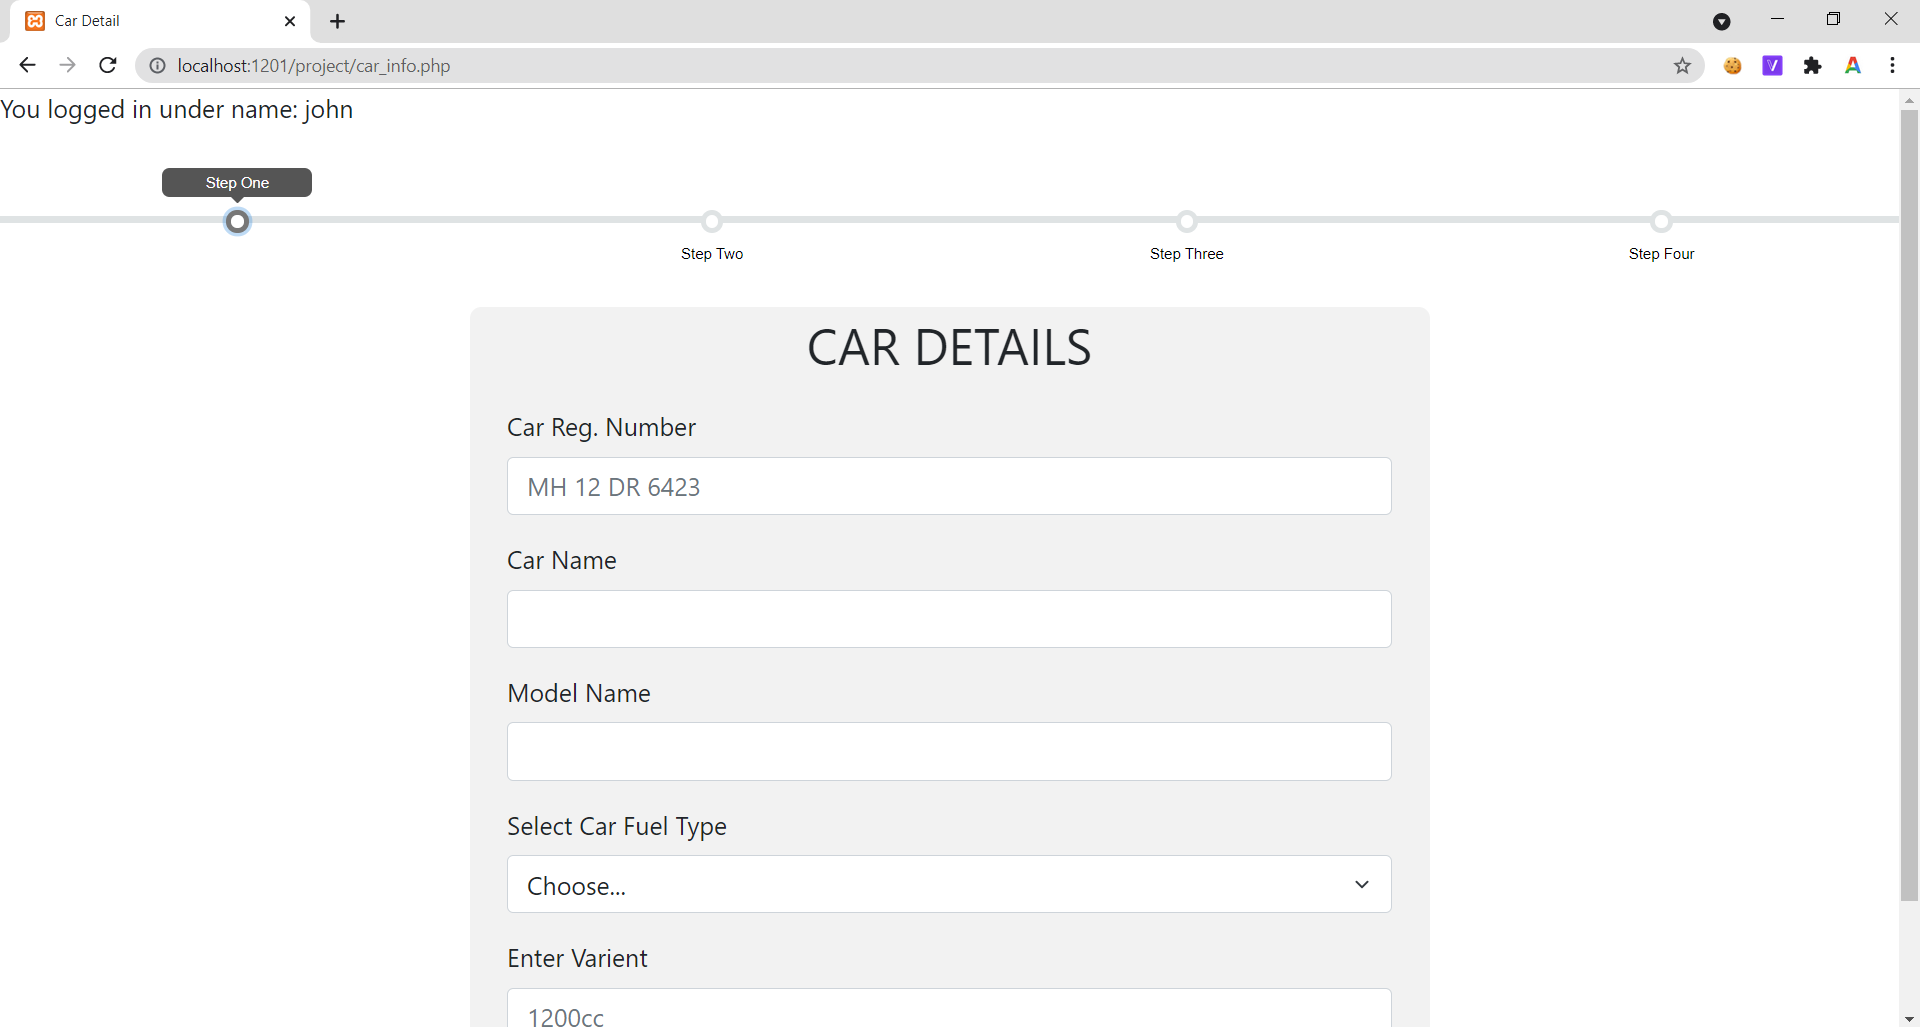 Car Detail
localhost:1201/project/car_info.php
You logged in under name: john
Step One
Step Two
Step Three
Step Four
CAR DETAILS
Car Reg. Number
MH 12 DR 6423
Car Name
Model Name
Select Car Fuel Type
Choose...
Enter Varient
1200cc